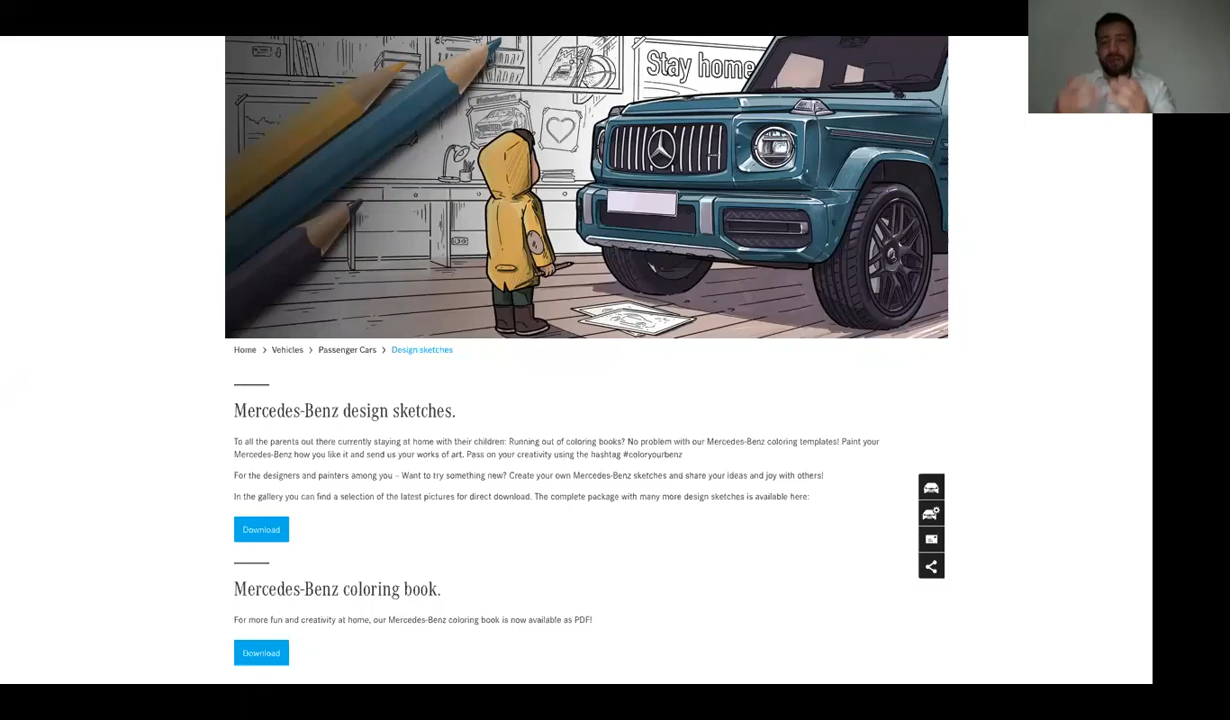 Stay home
Home > Vehicles > Passenger Cars > Design sketches
Mercedes-Benz design sketches.
To all the parents out there currently staying at home with their children: Running out of coloring books? No problem with our Mercedes-Benz coloring templates! Paint your
Mercedes-Benz how you like it and send us your works of art. Pass on your creativity using the hashtag #coloryourbenz
For the designers and painters among you – Want to try something new? Create your own Mercedes-Benz sketches and share your ideas and joy with others!
In the gallery you can find a selection of the latest pictures for direct download. The complete package with many more design sketches is available here:
Download
Mercedes-Benz coloring book.
For more fun and creativity at home, our Mercedes-Benz coloring book is now available as PDF!
Download